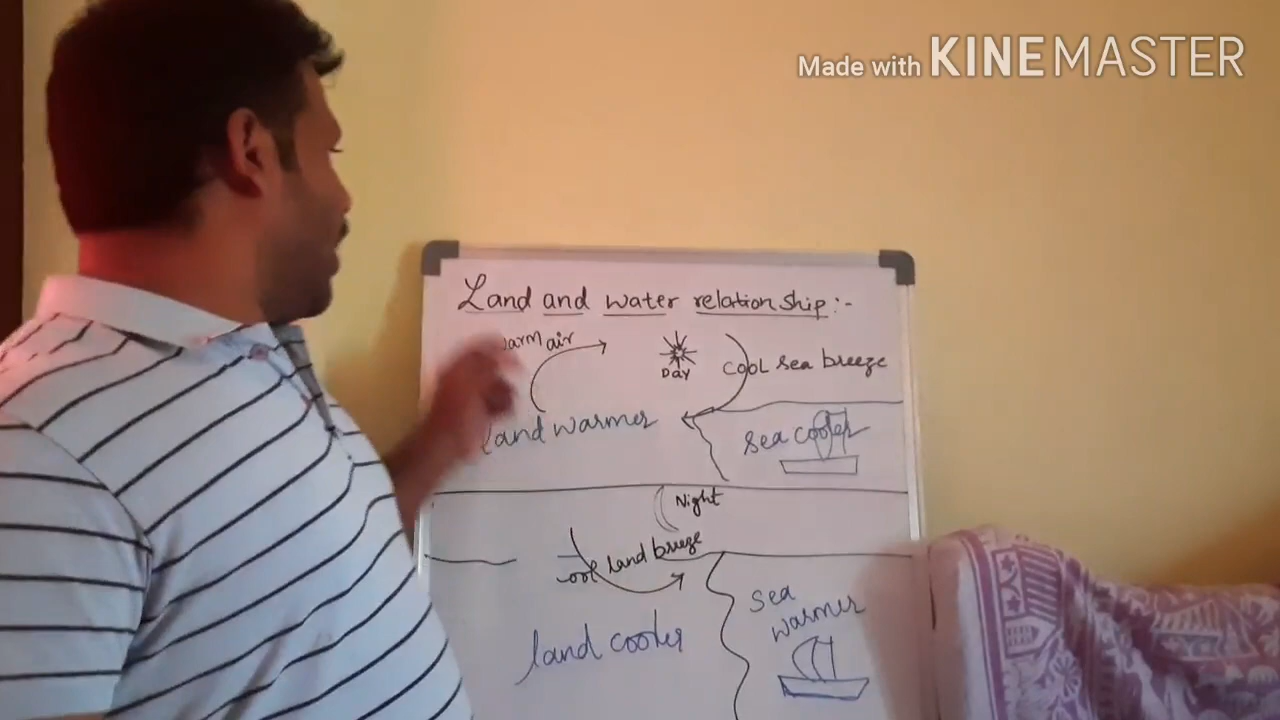 Made with KINEMASTER
Land and water relationship:-
warm air
Day
cool sea breeze
land warmer
sea cooler
Night
cool land breeze
sea
warmer
land cooler